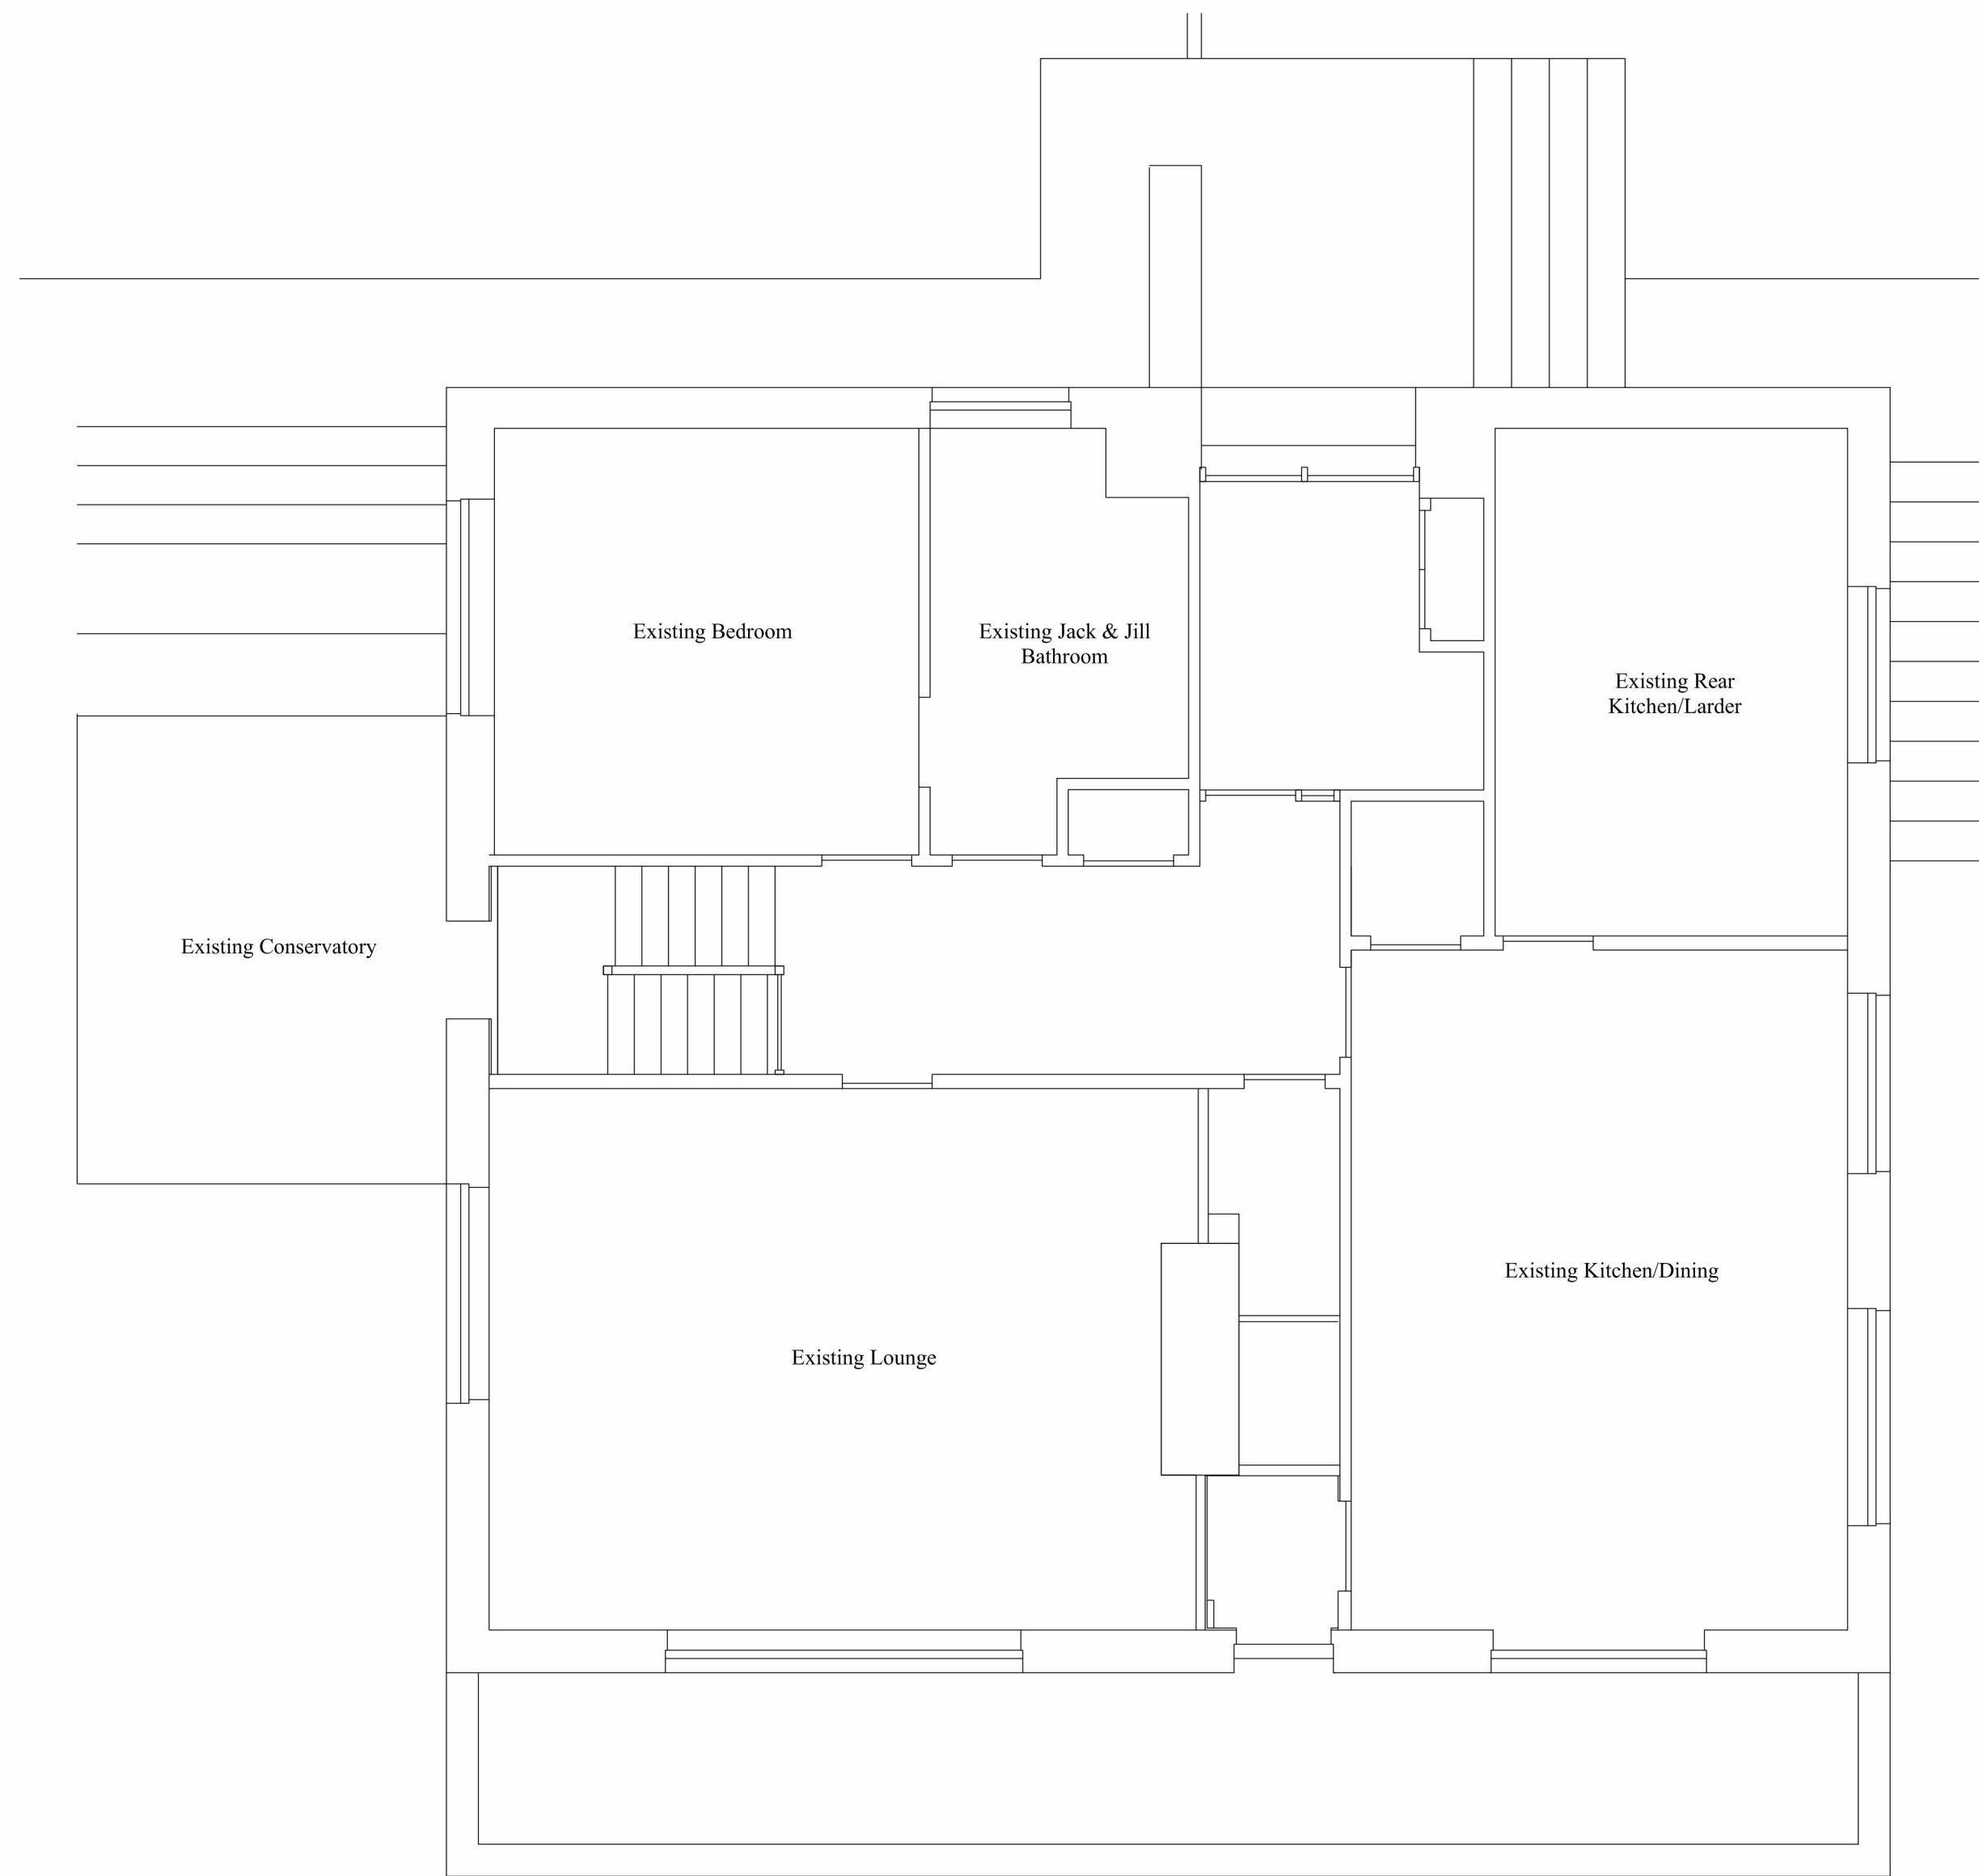 Existing Bedroom
Existing Jack & Jill
Bathroom
Existing Rear
Kitchen/Larder
Existing Conservatory
Existing Kitchen/Dining
Existing Lounge